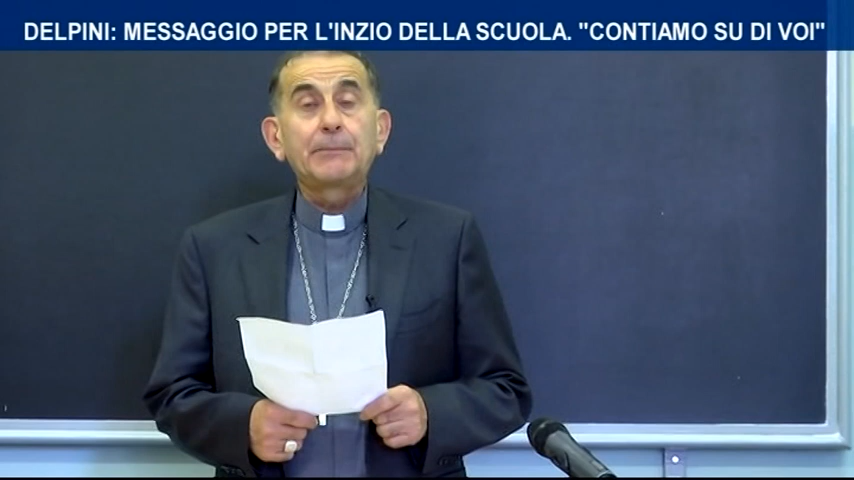 DELPINI: MESSAGGIO PER L'INZIO DELLA SCUOLA. "CONTIAMO SU DI VOI"